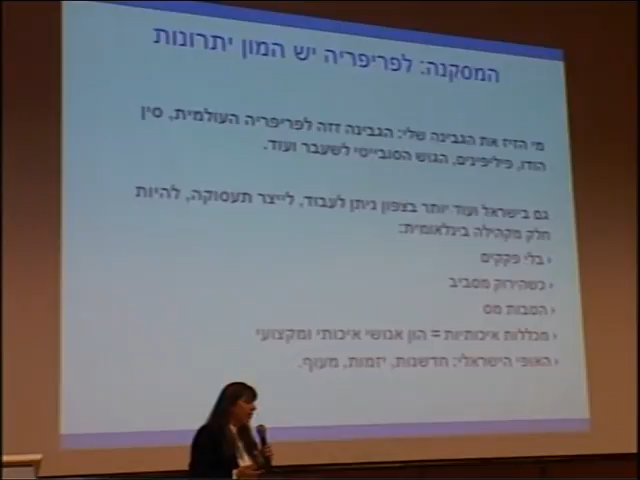 המסקנה: לפריפריה יש המון יתרונות
מי הזיז את הגבינה שלי: הגבינה זזה לפריפריה העולמית, סין
הודו, פיליפינים, הגוש הסובייטי לשעבר ועוד.
גם בישראל ועוד יותר בצפון ניתן לעבוד, לייצר תעסוקה, להיות
חלק מקהילה בינלאומית:
› בלי פקקים
› כשהירוק מסביב
› הטבות מס
› מכללות איכותיות = הון אנושי איכותי ומקצועי
› האופי הישראלי: חדשנות, יזמות, מעוף.